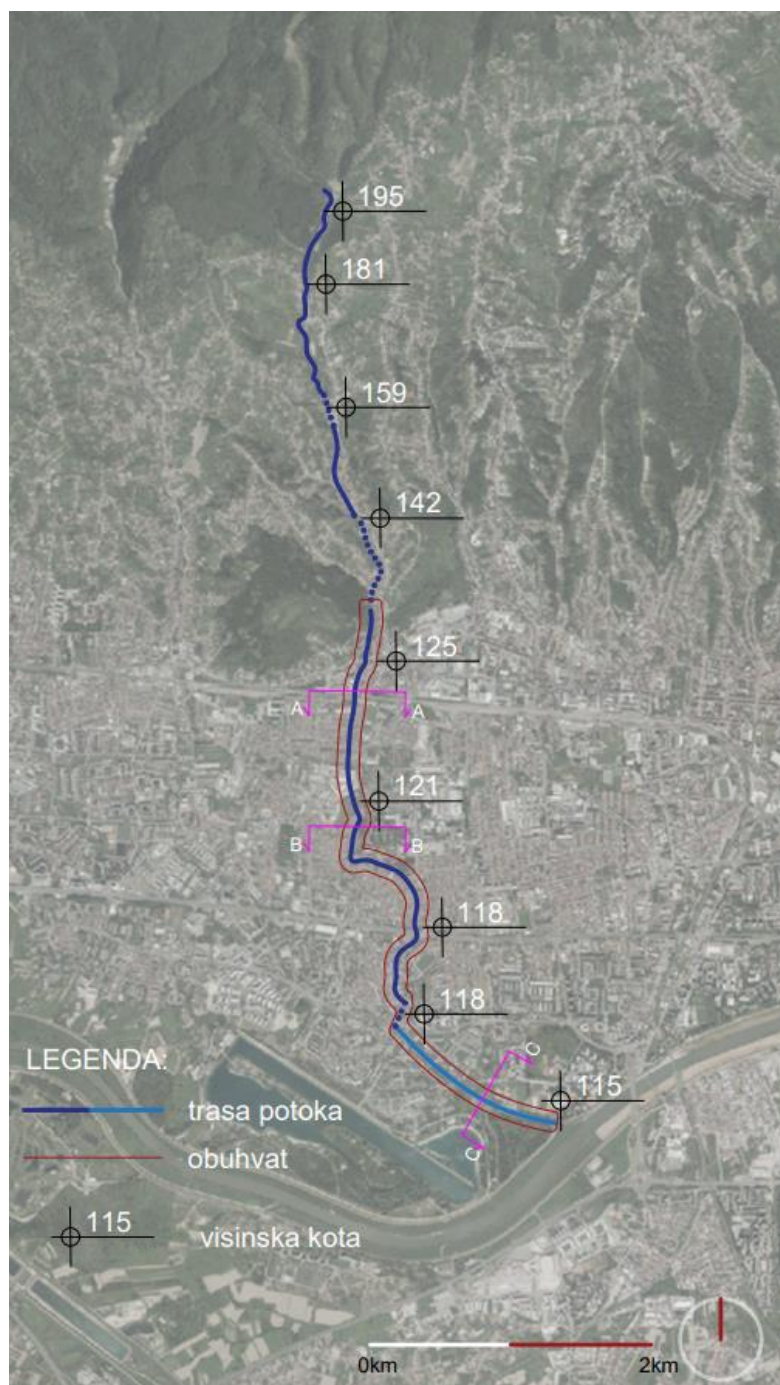 195
181
159
142
125
A A
121
B B
118
118
C
115
C
LEGENDA:
trasa potoka
obuhvat
115 visinska kota
0km 2km